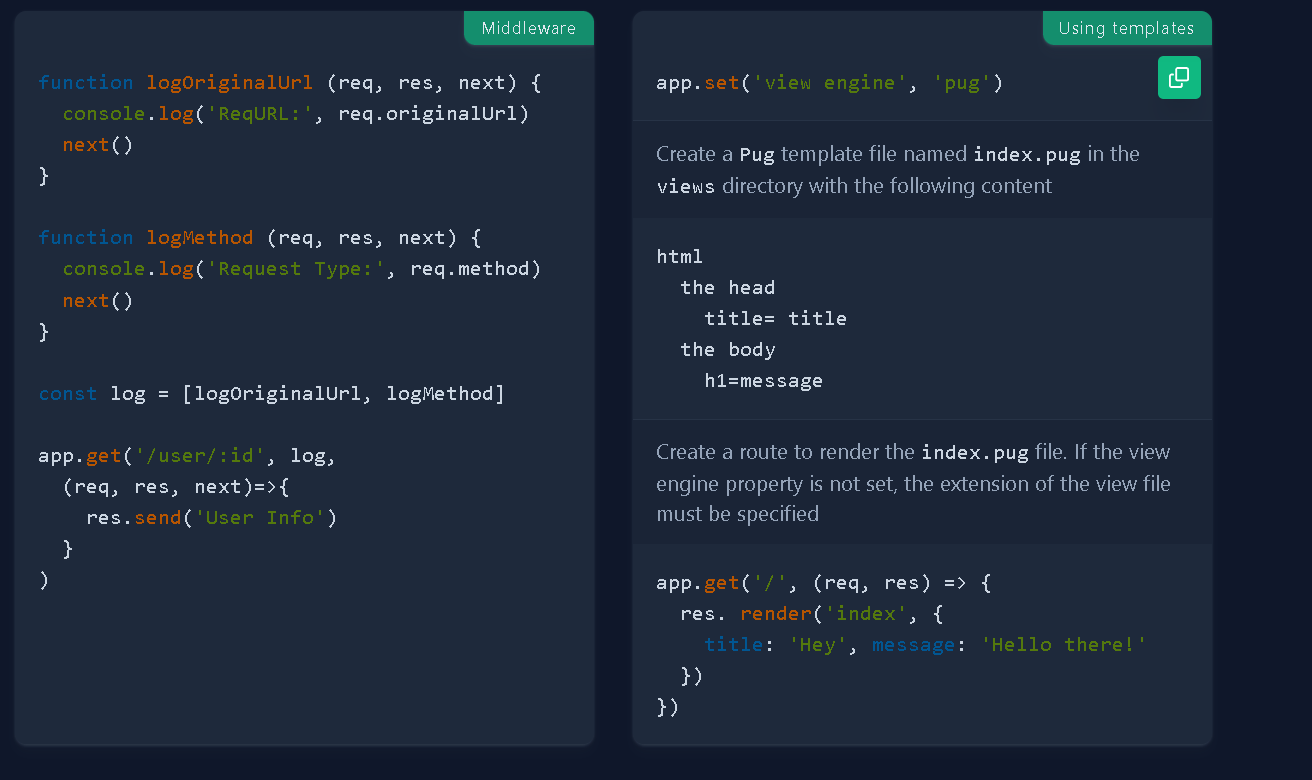 Middleware
function logOriginalUrl (req, res, next) {
  console.log('ReqURL:', req.originalUrl)
  next()
}
function logMethod (req, res, next) {
  console.log('Request Type:', req.method)
  next()
}
const log = [logOriginalUrl, logMethod]
app.get('/user/:id', log,
  (req, res, next)=>{
    res.send('User Info')
  }
)
Using templates
app.set('view engine', 'pug')
Create a Pug template file named index.pug in the
views directory with the following content
html
  the head
    title= title
  the body
    h1=message
Create a route to render the index.pug file. If the view
engine property is not set, the extension of the view file
must be specified
app.get('/', (req, res) => {
  res. render('index', {
    title: 'Hey', message: 'Hello there!'
  })
})